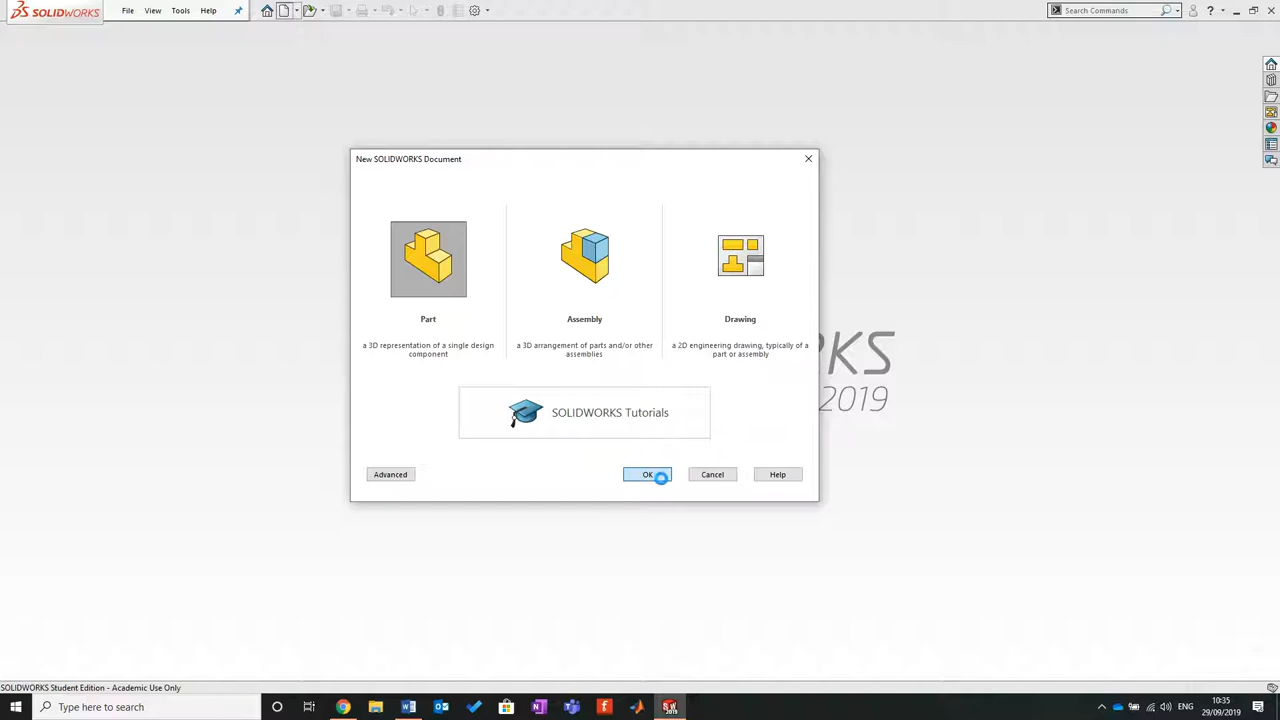 SOLIDWORKS File View Tools Help Search Commands ?
New SOLIDWORKS Document
Part Assembly Drawing
a 3D representation of a single design a 3D arrangement of parts and/or other a 2D engineering drawing, typically of a
component assemblies part or assembly
RKS
2019
SOLIDWORKS Tutorials
Advanced OK Cancel Help
SOLIDWORKS Student Edition - Academic Use Only
Type here to search ENG 10:35
29/09/2019